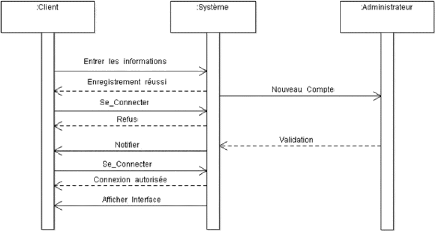 :Client
:Système
:Administrateur
Entrer les informations
Enregistrement réussi
Nouveau Compte
Se_Connecter
Refus
Validation
Notifier
Se_Connecter
Connexion autorisée
Afficher Interface